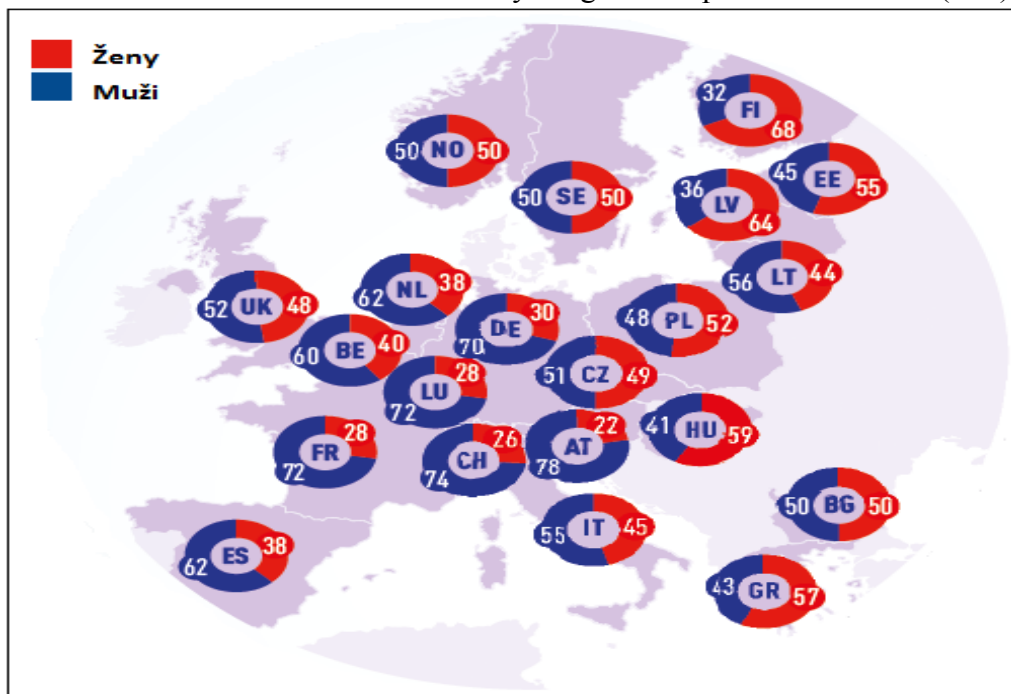 Ženy
Muži
32 FI 68
50 NO 50
45 EE 55
50 SE 50
36 LV 64
56 LT 44
62 NL 38
52 UK 48
70 DE 30
48 PL 52
60 BE 40
51 CZ 49
72 LU 28
41 HU 59
72 FR 28
74 CH 26
78 AT 22
50 BG 50
55 IT 45
62 ES 38
43 GR 57